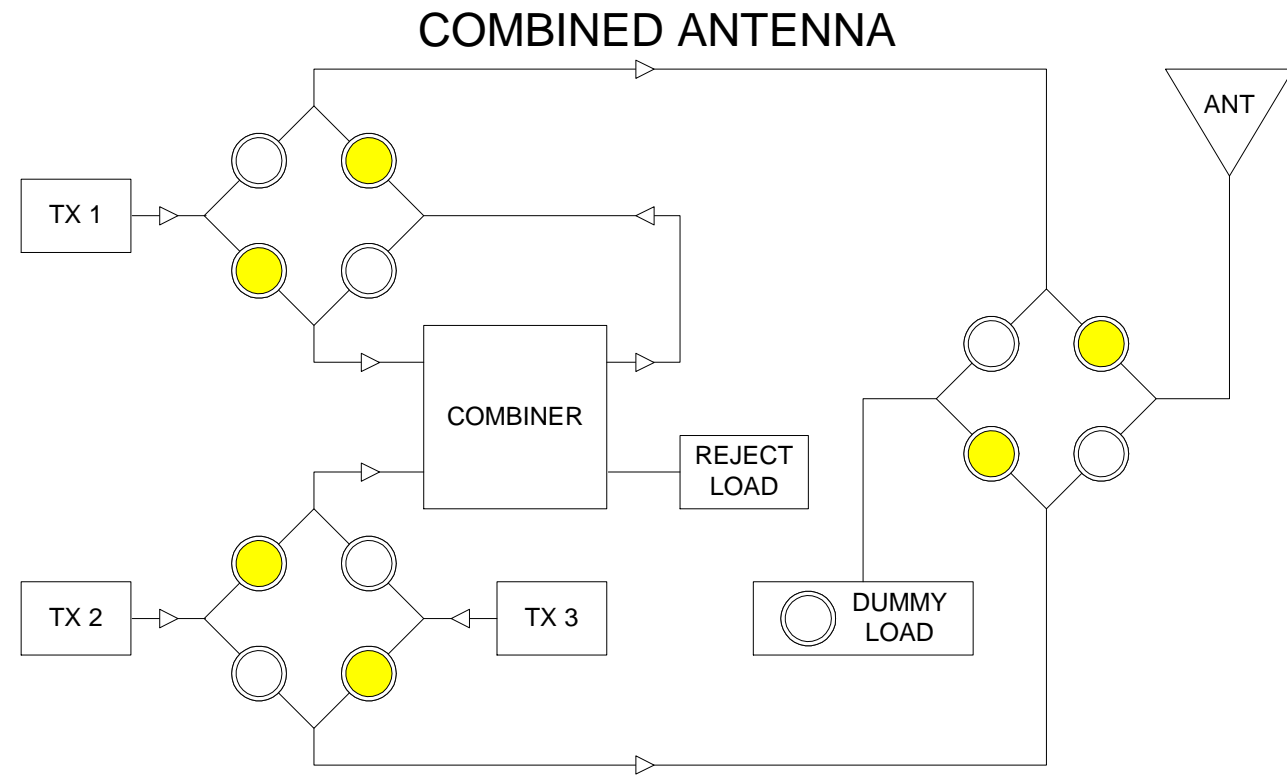 COMBINED ANTENNA
ANT
TX 1
COMBINER
REJECT
LOAD
TX 2
TX 3
DUMMY
LOAD